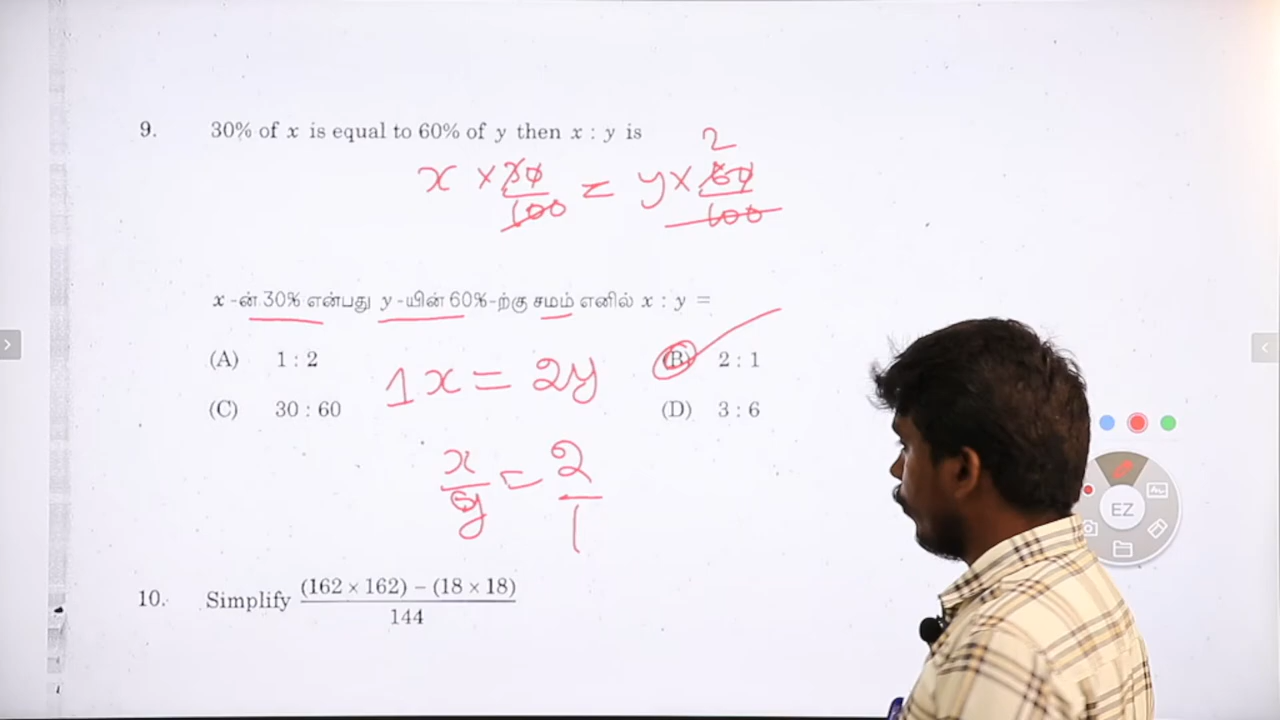 9. 30% of x is equal to 60% of y then x : y is
2
x × 30/100 = y × 60/100
x -ன் 30% என்பது y -யின் 60%-ற்கு சமம் எனில் x : y =
(A) 1 : 2 (B) 2 : 1
1x = 2y
(C) 30 : 60 (D) 3 : 6
x/y = 2/1
EZ
10. Simplify (162 × 162) – (18 × 18)/144